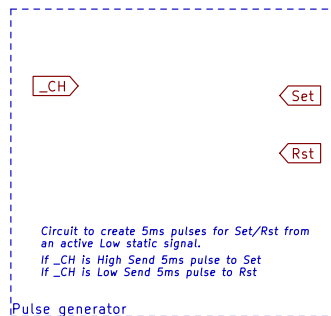 _CH
Set
Rst
Circuit to create 5ms pulses for Set/Rst from
an active Low static signal.
If _CH is High Send 5ms pulse to Set
If _CH is Low Send 5ms pulse to Rst
Pulse generator